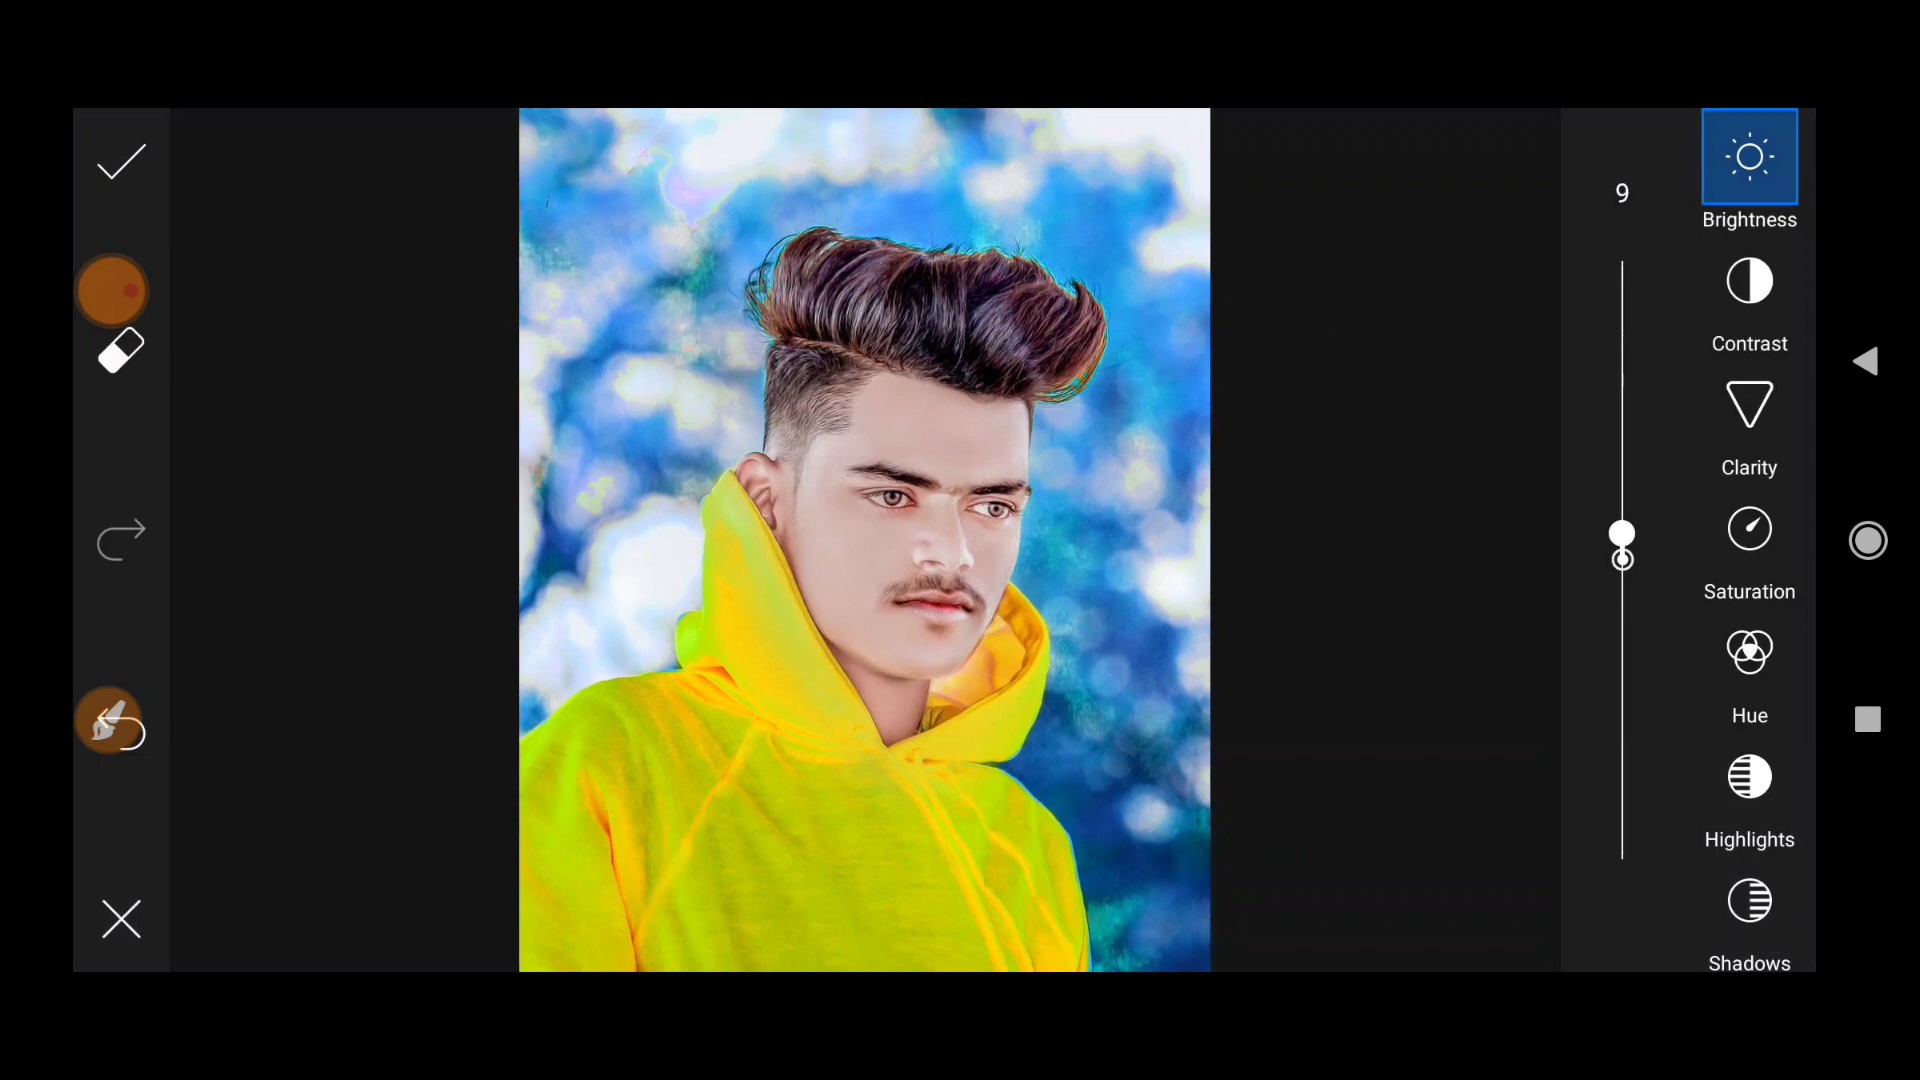 9
Brightness
Contrast
Clarity
Saturation
Hue
Highlights
Shadows